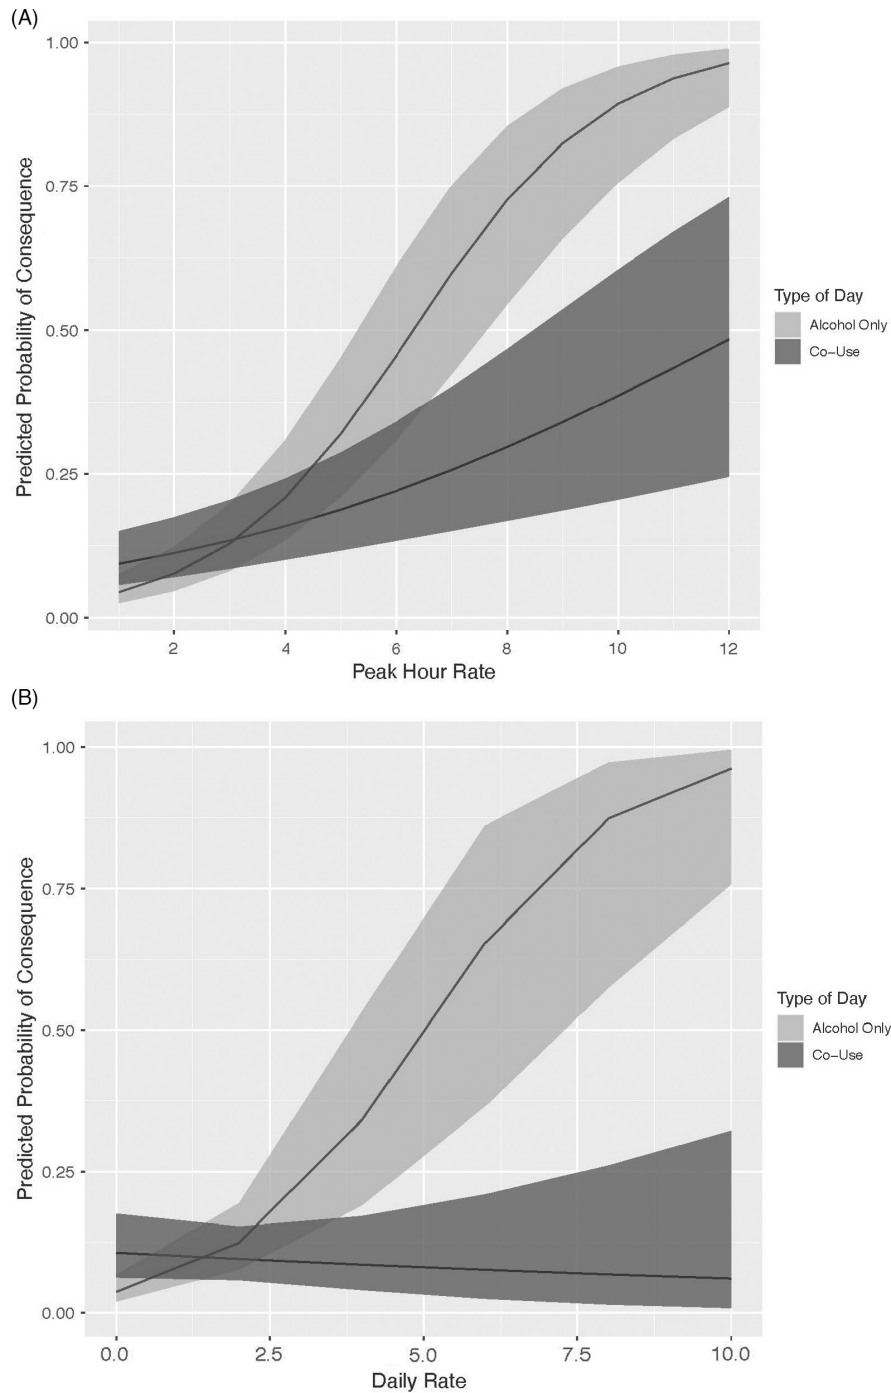 (A)
Predicted Probability of Consequence
1.00
0.75
0.50
0.25
0.00
2 4 6 8 10 12
Peak Hour Rate
Type of Day
Alcohol Only
Co-Use
(B)
Predicted Probability of Consequence
1.00
0.75
0.50
0.25
0.00
0.0 2.5 5.0 7.5 10.0
Daily Rate
Type of Day
Alcohol Only
Co-Use